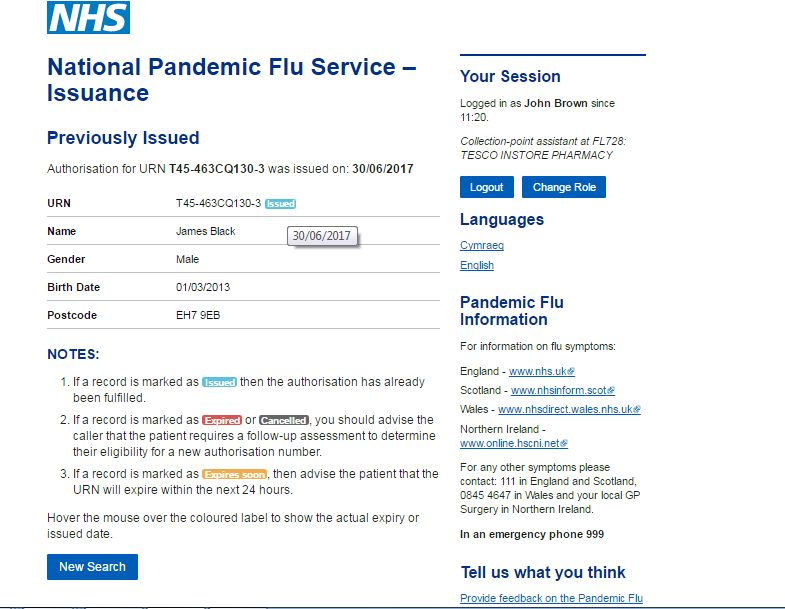 NHS
National Pandemic Flu Service –
Issuance
Previously Issued
Authorisation for URN T45-463CQ130-3 was issued on: 30/06/2017
URN T45-463CQ130-3 Issued
Name James Black
30/06/2017
Gender Male
Birth Date 01/03/2013
Postcode EH7 9EB
NOTES:
1. If a record is marked as Issued then the authorisation has already
been fulfilled.
2. If a record is marked as Expired or Cancelled, you should advise the
caller that the patient requires a follow-up assessment to determine
their eligibility for a new authorisation number.
3. If a record is marked as Expires soon, then advise the patient that the
URN will expire within the next 24 hours.
Hover the mouse over the coloured label to show the actual expiry or
issued date.
New Search
Your Session
Logged in as John Brown since
11:20.
Collection-point assistant at FL728:
TESCO INSTORE PHARMACY
Logout Change Role
Languages
Cymraeg
English
Pandemic Flu
Information
For information on flu symptoms:
England - www.nhs.uk
Scotland - www.nhsinform.scot
Wales - www.nhsdirect.wales.nhs.uk
Northern Ireland -
www.online.hscni.net
For any other symptoms please
contact: 111 in England and Scotland,
0845 4647 in Wales and your local GP
Surgery in Northern Ireland.
In an emergency phone 999
Tell us what you think
Provide feedback on the Pandemic Flu